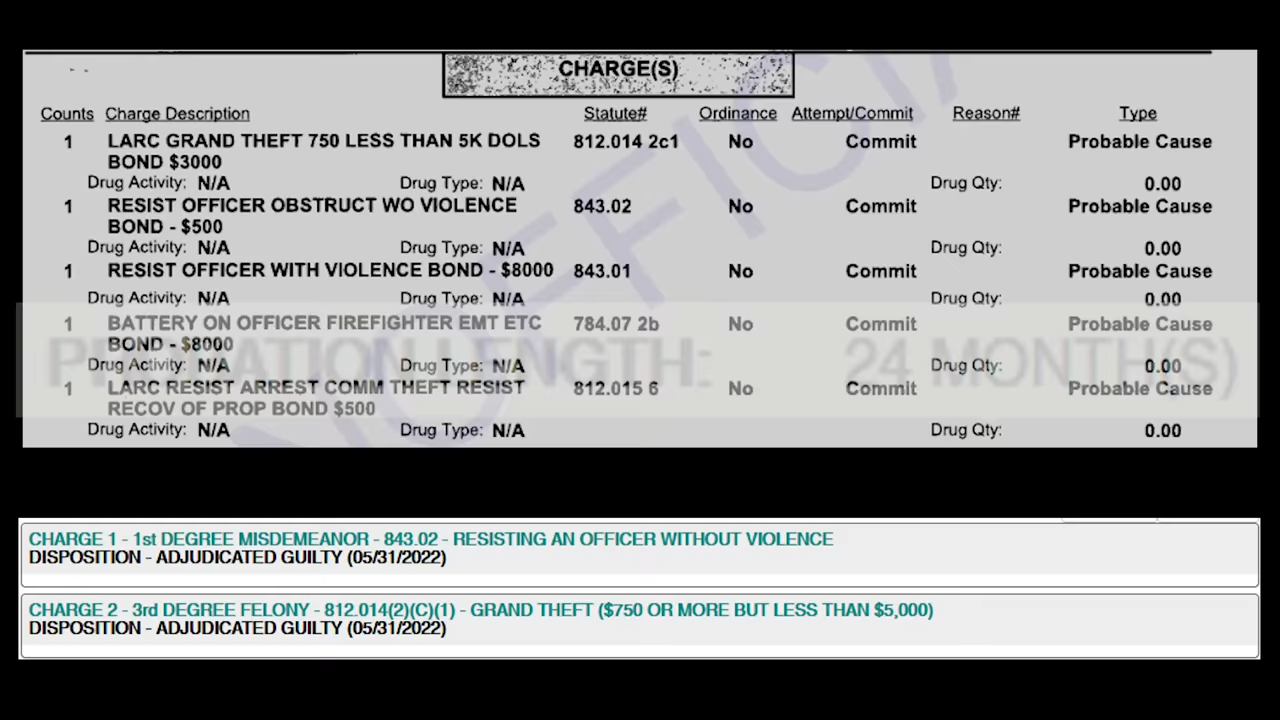 CHARGE(S)
Counts Charge Description Statute# Ordinance Attempt/Commit Reason# Type
1 LARC GRAND THEFT 750 LESS THAN 5K DOLS 812.014 2c1 No Commit Probable Cause
BOND $3000
Drug Activity: N/A Drug Type: N/A Drug Qty: 0.00
1 RESIST OFFICER OBSTRUCT WO VIOLENCE 843.02 No Commit Probable Cause
BOND - $500
Drug Activity: N/A Drug Type: N/A Drug Qty: 0.00
1 RESIST OFFICER WITH VIOLENCE BOND - $8000 843.01 No Commit Probable Cause
Drug Activity: N/A Drug Type: N/A Drug Qty: 0.00
1 BATTERY ON OFFICER FIREFIGHTER EMT ETC 784.07 2b No Commit Probable Cause
BOND - $8000
PROBATION LENGTH: 24 MONTH(S)
Drug Activity: N/A Drug Type: N/A Drug Qty: 0.00
1 LARC RESIST ARREST COMM THEFT RESIST 812.015 6 No Commit Probable Cause
RECOV OF PROP BOND $500
Drug Activity: N/A Drug Type: N/A Drug Qty: 0.00
CHARGE 1 - 1st DEGREE MISDEMEANOR - 843.02 - RESISTING AN OFFICER WITHOUT VIOLENCE
DISPOSITION - ADJUDICATED GUILTY (05/31/2022)
CHARGE 2 - 3rd DEGREE FELONY - 812.014(2)(C)(1) - GRAND THEFT ($750 OR MORE BUT LESS THAN $5,000)
DISPOSITION - ADJUDICATED GUILTY (05/31/2022)